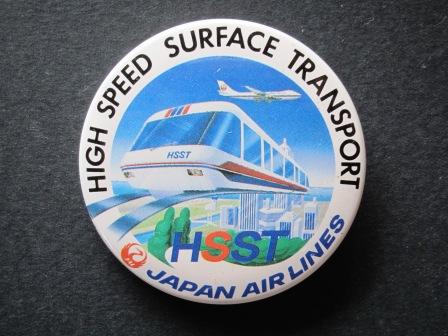 HIGH SPEED SURFACE TRANSPORT
HSST
HSST
JAPAN AIR LINES